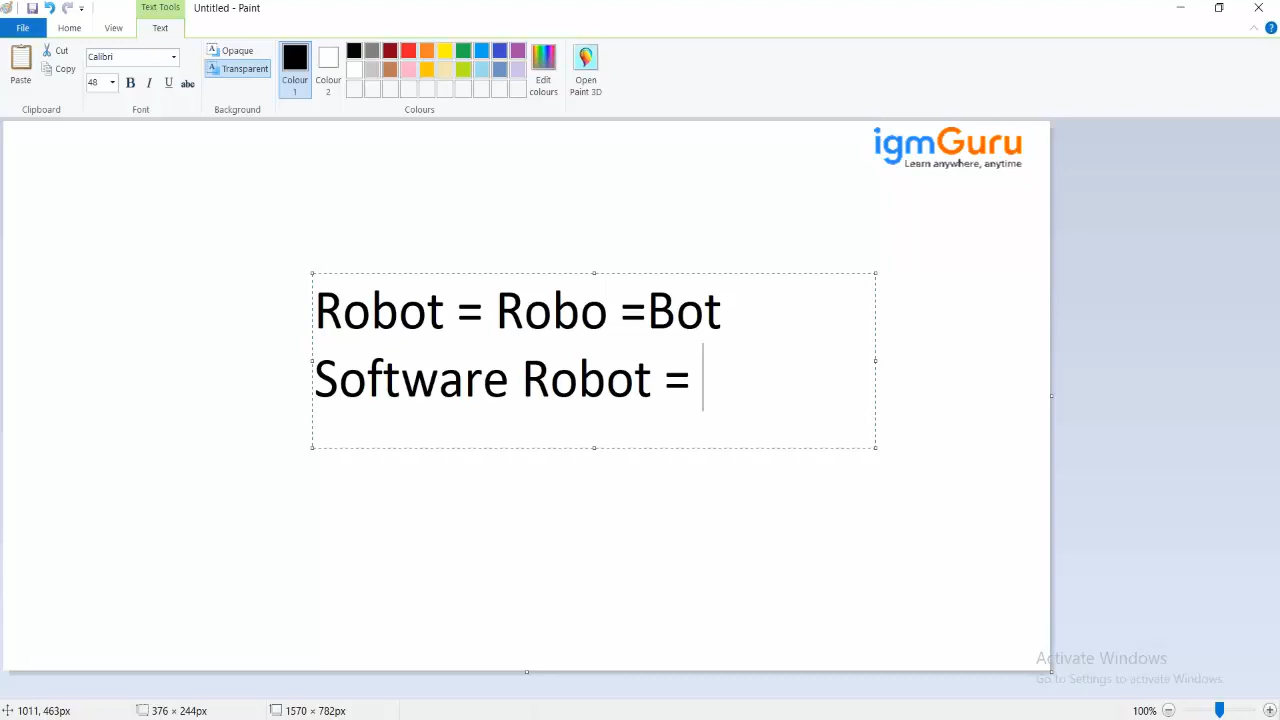 Text Tools
Untitled - Paint
File
Home
View
Text
Paste
Cut
Copy
Clipboard
Calibri
48
B I U abc
Font
Opaque
Transparent
Background
Colour 1
Colour 2
Edit colours
Colours
Open Paint 3D
igmGuru
Learn anywhere, anytime
Robot = Robo =Bot
Software Robot =
Activate Windows
Go to Settings to activate Windows.
1011, 463px
376 × 244px
1570 × 782px
100%